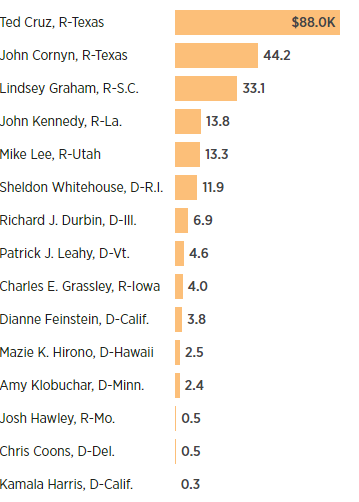 Ted Cruz, R-Texas $88.0K
John Cornyn, R-Texas 44.2
Lindsey Graham, R-S.C. 33.1
John Kennedy, R-La. 13.8
Mike Lee, R-Utah 13.3
Sheldon Whitehouse, D-R.I. 11.9
Richard J. Durbin, D-Ill. 6.9
Patrick J. Leahy, D-Vt. 4.6
Charles E. Grassley, R-Iowa 4.0
Dianne Feinstein, D-Calif. 3.8
Mazie K. Hirono, D-Hawaii 2.5
Amy Klobuchar, D-Minn. 2.4
Josh Hawley, R-Mo. 0.5
Chris Coons, D-Del. 0.5
Kamala Harris, D-Calif. 0.3